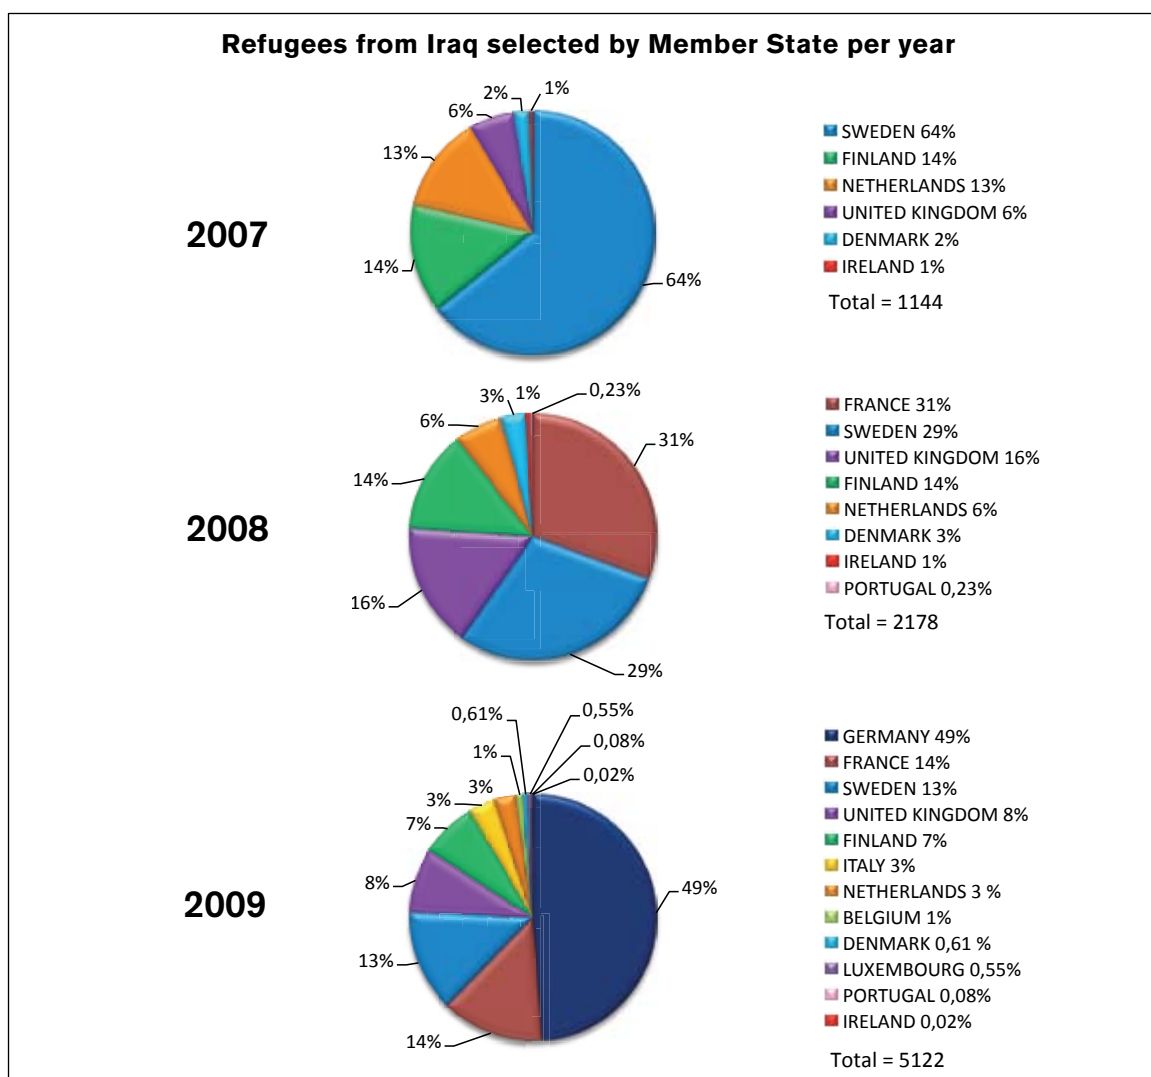 Refugees from Iraq selected by Member State per year
2007
1%
2%
6%
13%
14%
64%
SWEDEN 64%
FINLAND 14%
NETHERLANDS 13%
UNITED KINGDOM 6%
DENMARK 2%
IRELAND 1%
Total = 1144
2008
0,23%
1%
3%
6%
14%
16%
29%
31%
FRANCE 31%
SWEDEN 29%
UNITED KINGDOM 16%
FINLAND 14%
NETHERLANDS 6%
DENMARK 3%
IRELAND 1%
PORTUGAL 0,23%
Total = 2178
2009
0,61%
0,55%
0,08%
0,02%
1%
3%
3%
7%
8%
13%
14%
49%
GERMANY 49%
FRANCE 14%
SWEDEN 13%
UNITED KINGDOM 8%
FINLAND 7%
ITALY 3%
NETHERLANDS 3 %
BELGIUM 1%
DENMARK 0,61 %
LUXEMBOURG 0,55%
PORTUGAL 0,08%
IRELAND 0,02%
Total = 5122